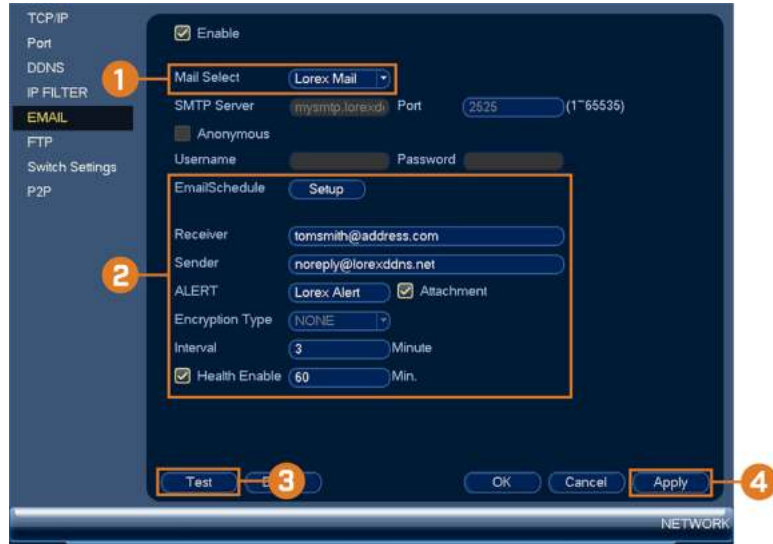 TCP/IP
Port
DDNS
IP FILTER
EMAIL
FTP
Switch Settings
P2P
Enable
1
Mail Select Lorex Mail
SMTP Server mysmtp.lorexd Port 2525 (1~65535)
Anonymous
Username Password
2
EmailSchedule Setup
Receiver tomsmith@address.com
Sender noreply@lorexddns.net
ALERT Lorex Alert Attachment
Encryption Type NONE
Interval 3 Minute
Health Enable 60 Min.
Test 3 OK Cancel Apply 4
NETWORK